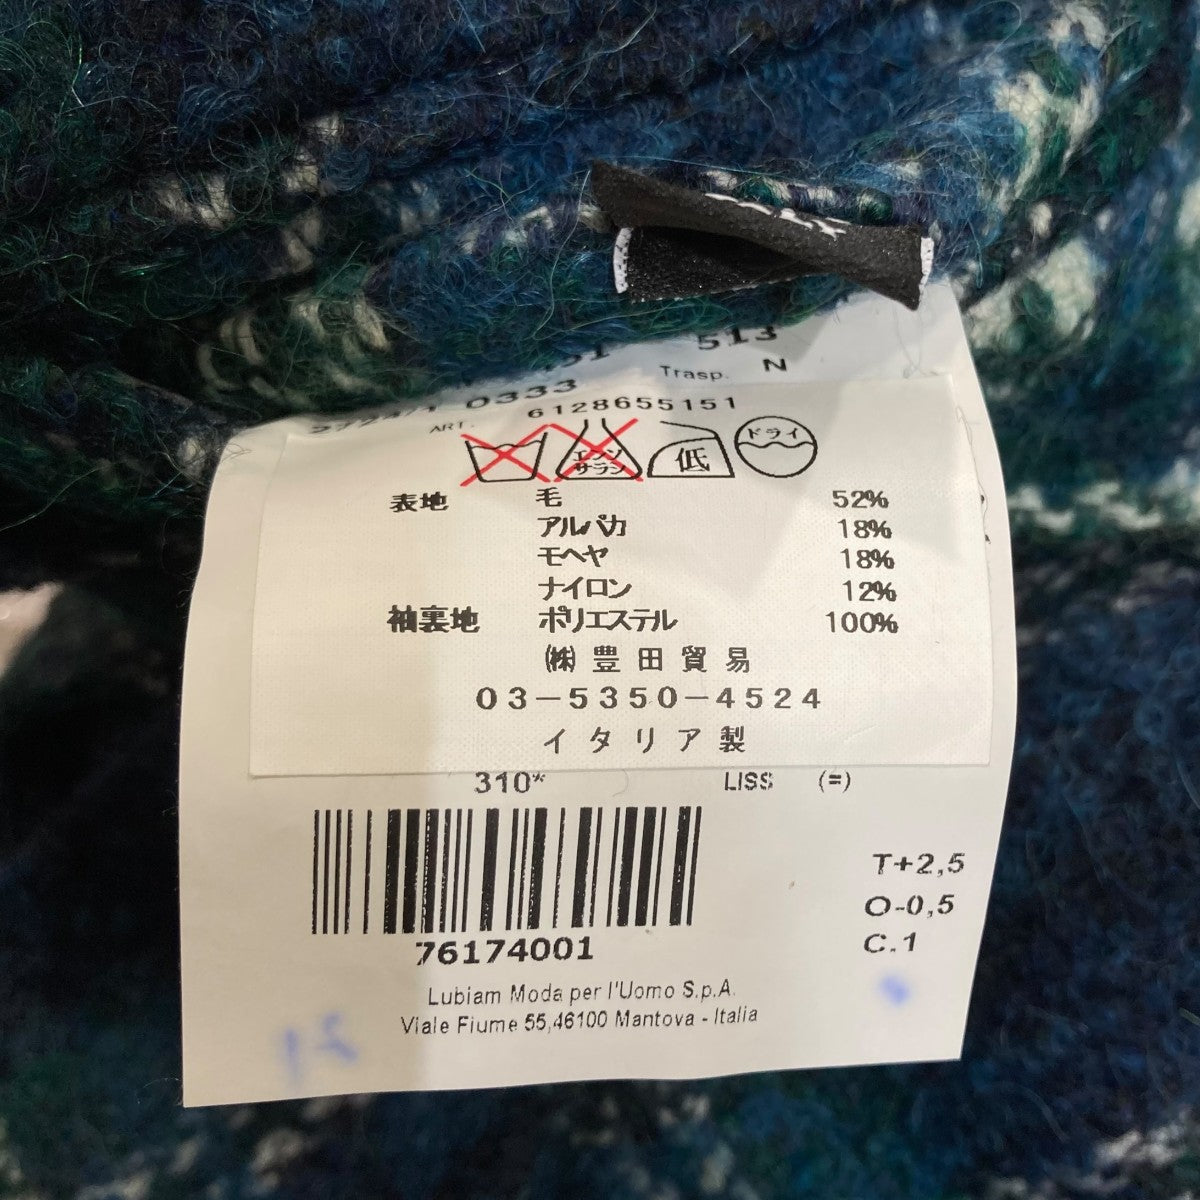 513
Trasp. N
0333
ART. 6128655151
エンソ サラシ
低
ドライ
表地 毛 52%
アルパカ 18%
モヘヤ 18%
ナイロン 12%
袖裏地 ポリエステル 100%
㈱豊田貿易
03-5350-4524
イタリア製
310* LISS (=)
T+2,5
O-0,5
C.1
76174001
Lubiam Moda per l'Uomo S.p.A.
Viale Fiume 55,46100 Mantova - Italia